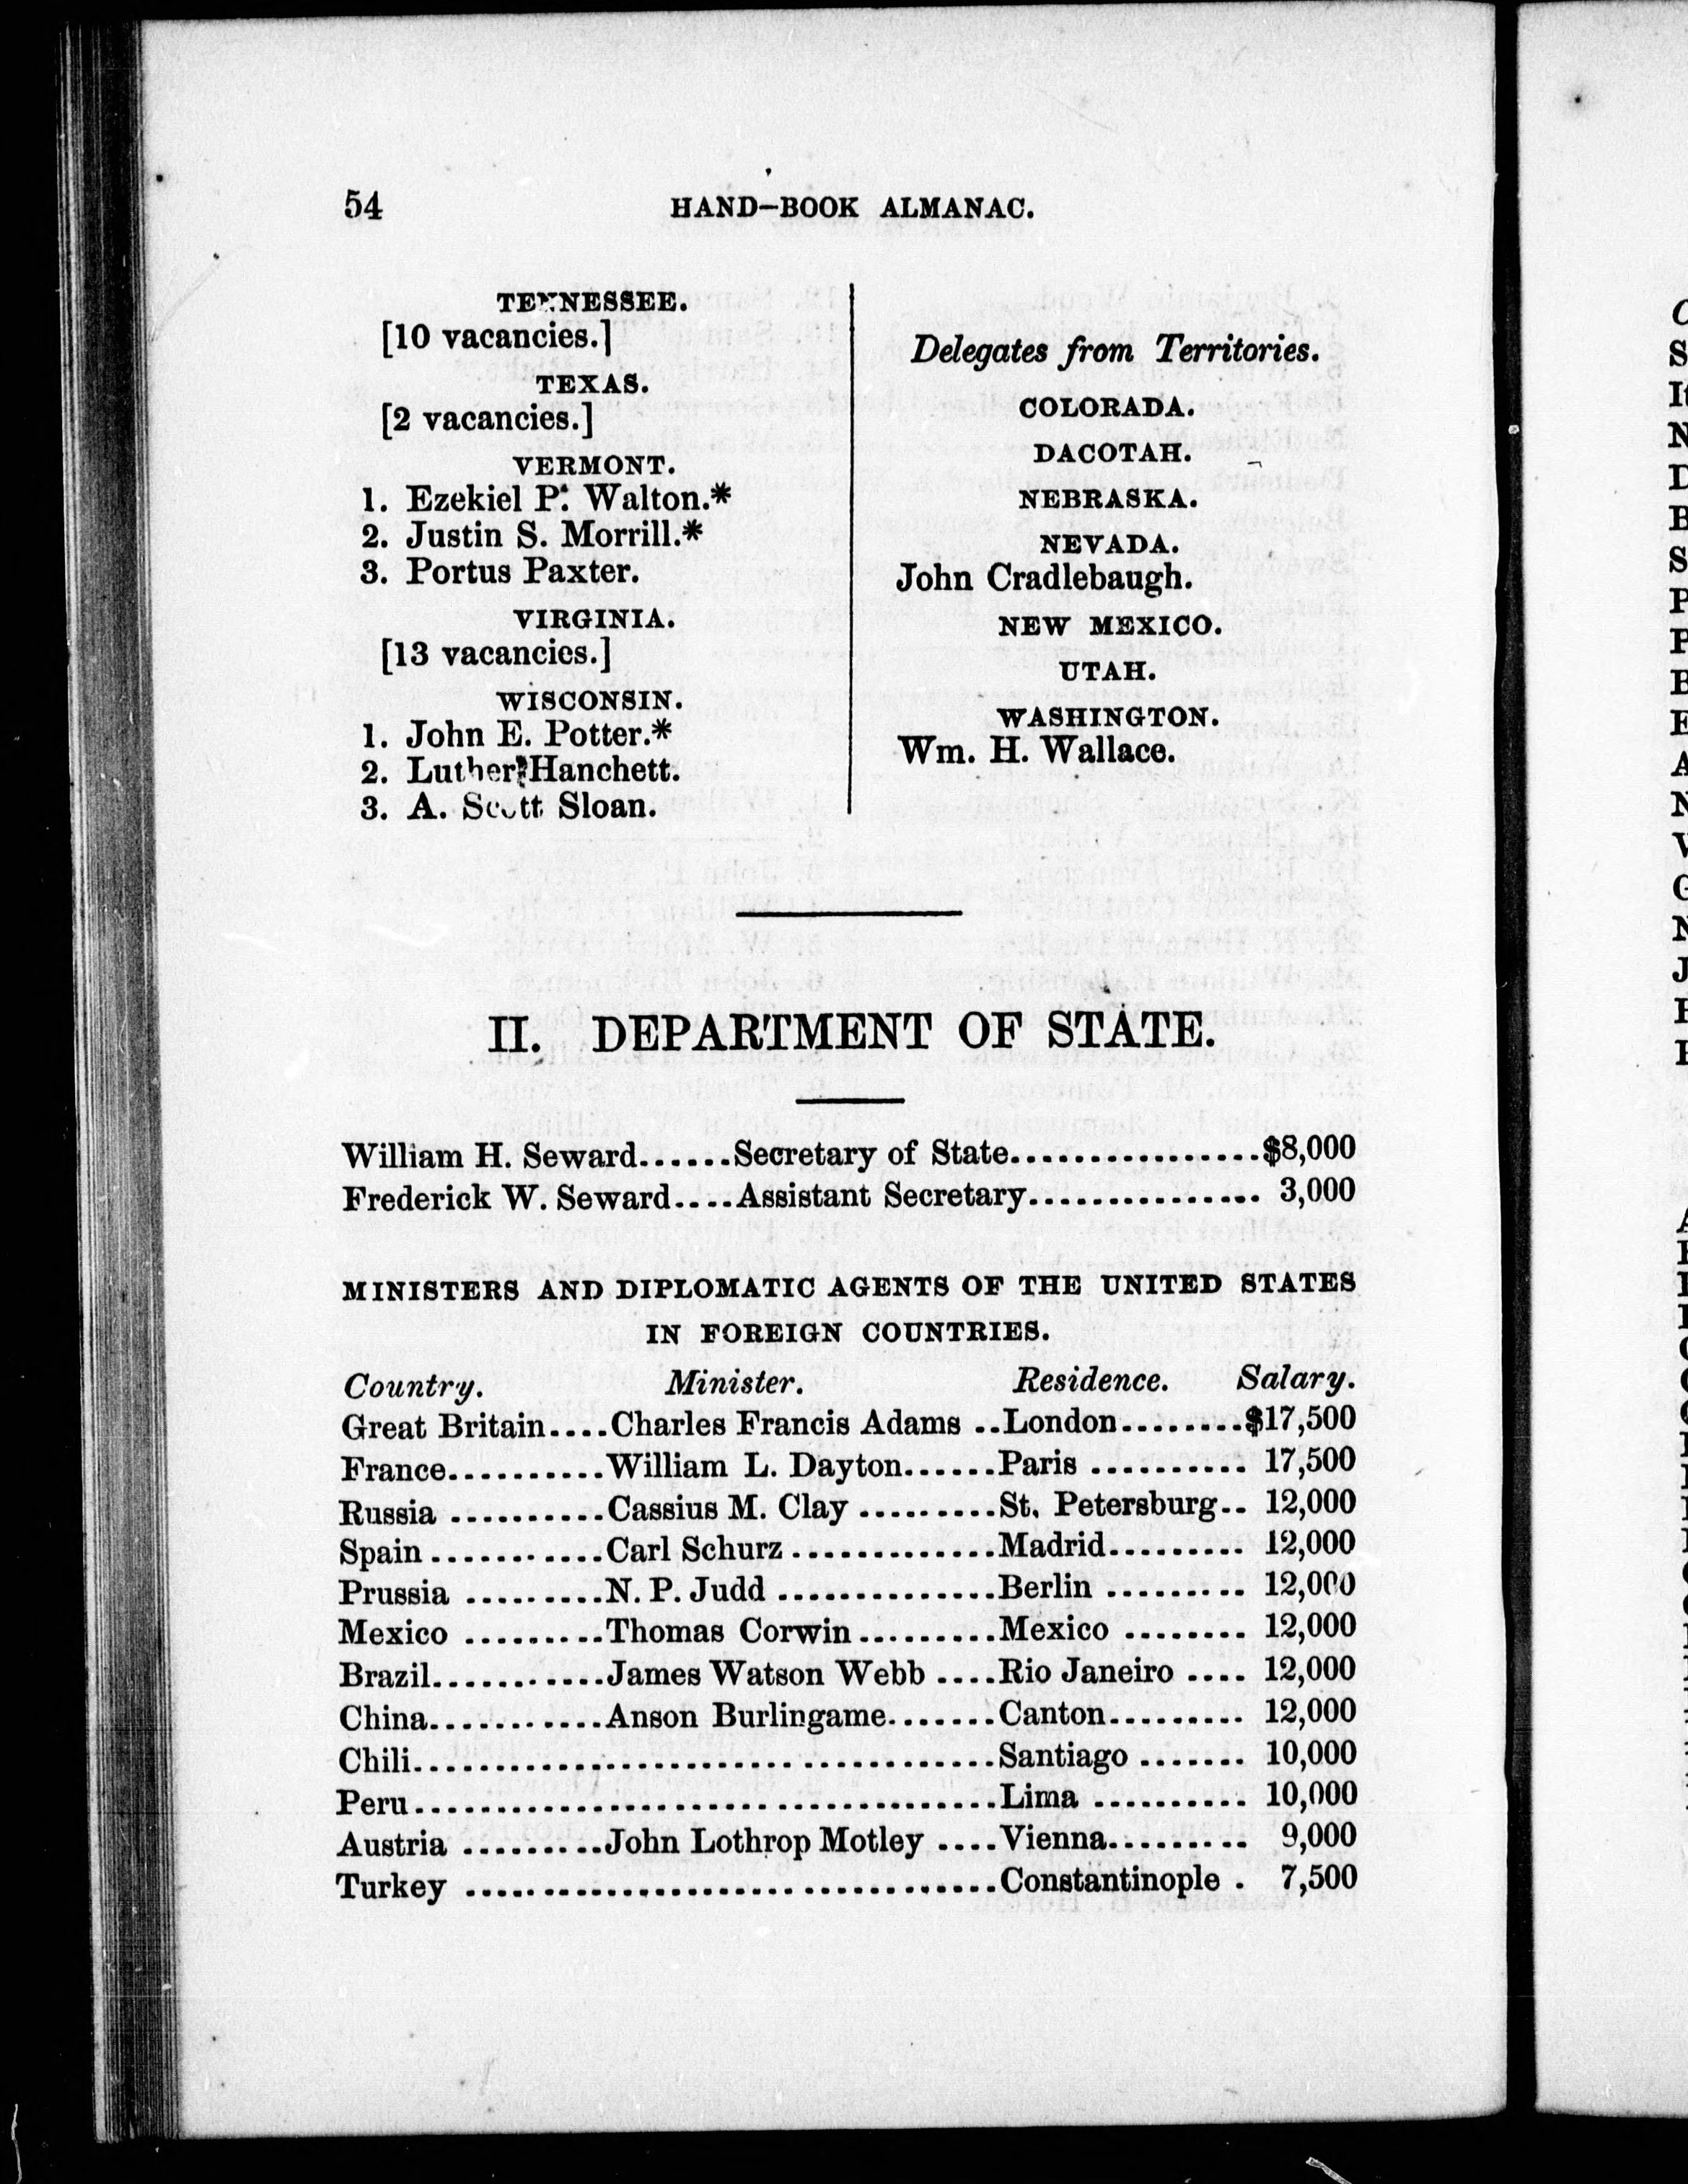 54 HAND-BOOK ALMANAC.
TENNESSEE.
[10 vacancies.]
TEXAS.
[2 vacancies.]
VERMONT.
1. Ezekiel P. Walton.*
2. Justin S. Morrill.*
3. Portus Paxter.
VIRGINIA.
[13 vacancies.]
WISCONSIN.
1. John E. Potter.*
2. Luther Hanchett.
3. A. Scott Sloan.
Delegates from Territories.
COLORADA.
DACOTAH.
NEBRASKA.
NEVADA.
John Cradlebaugh.
NEW MEXICO.
UTAH.
WASHINGTON.
Wm. H. Wallace.
II. DEPARTMENT OF STATE.
William H. Seward......Secretary of State................$8,000
Frederick W. Seward....Assistant Secretary............... 3,000
MINISTERS AND DIPLOMATIC AGENTS OF THE UNITED STATES
IN FOREIGN COUNTRIES.
Country. Minister. Residence. Salary.
Great Britain....Charles Francis Adams ..London........$17,500
France..........William L. Dayton......Paris .......... 17,500
Russia ..........Cassius M. Clay .........St. Petersburg.. 12,000
Spain ...........Carl Schurz .............Madrid......... 12,000
Prussia .........N. P. Judd ..............Berlin ......... 12,000
Mexico .........Thomas Corwin.........Mexico ........ 12,000
Brazil...........James Watson Webb ....Rio Janeiro .... 12,000
China...........Anson Burlingame.......Canton......... 12,000
Chili.....................................Santiago ....... 10,000
Peru.....................................Lima .......... 10,000
Austria .........John Lothrop Motley ....Vienna......... 9,000
Turkey ..................................Constantinople . 7,500